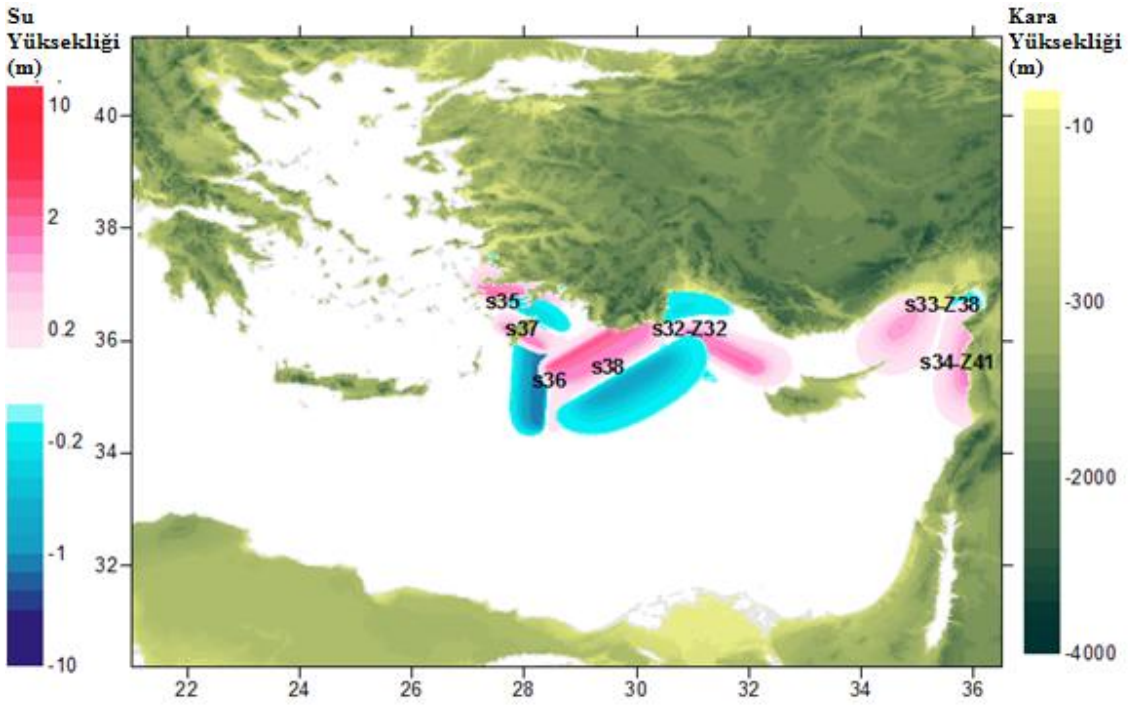 Su
Yüksekliği
(m)
10
2
0.2
-0.2
-1
-10
40
38
36
34
32
22
24
26
28
30
32
34
36
s35
s37
s36
s38
s32-Z32
s33-Z38
s34-Z41
Kara
Yüksekliği
(m)
-10
-300
-2000
-4000